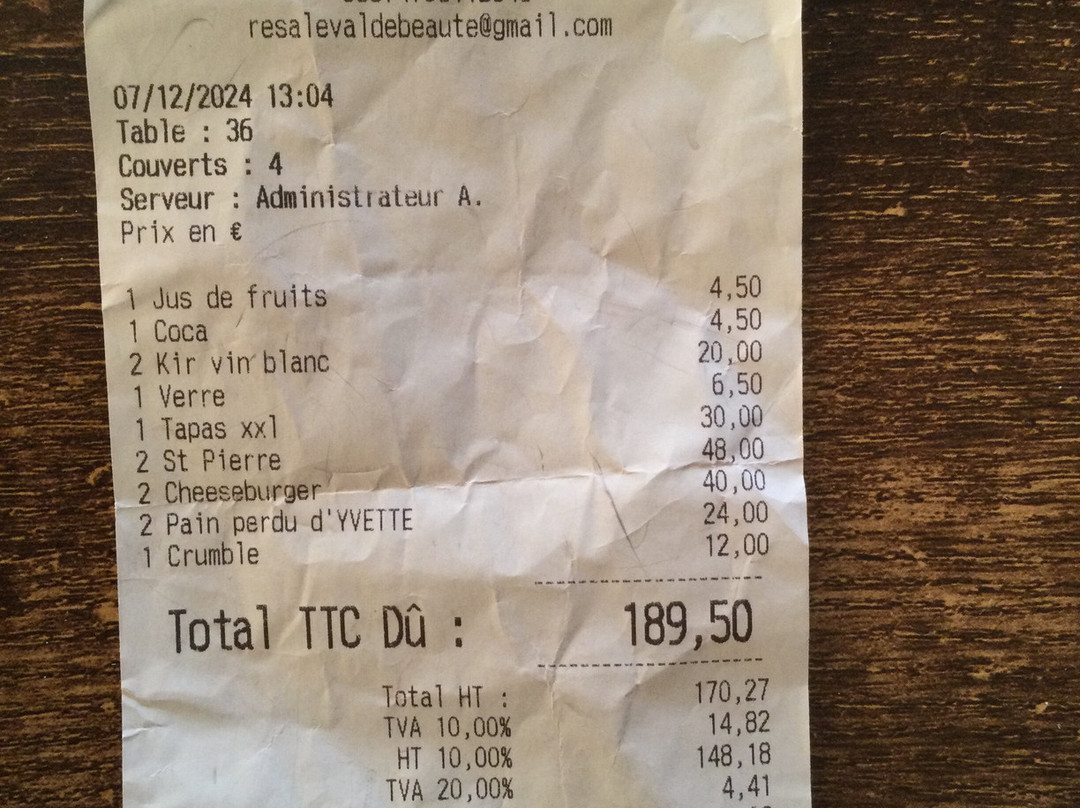 resalevaldebeaute@gmail.com
07/12/2024 13:04
Table : 36
Couverts : 4
Serveur : Administrateur A.
Prix en €
1 Jus de fruits 4,50
1 Coca 4,50
2 Kir vin blanc 20,00
1 Verre 6,50
1 Tapas xxl 30,00
2 St Pierre 48,00
2 Cheeseburger 40,00
2 Pain perdu d'YVETTE 24,00
1 Crumble 12,00
Total TTC Dû : 189,50
Total HT : 170,27
TVA 10,00% 14,82
HT 10,00% 148,18
TVA 20,00% 4,41